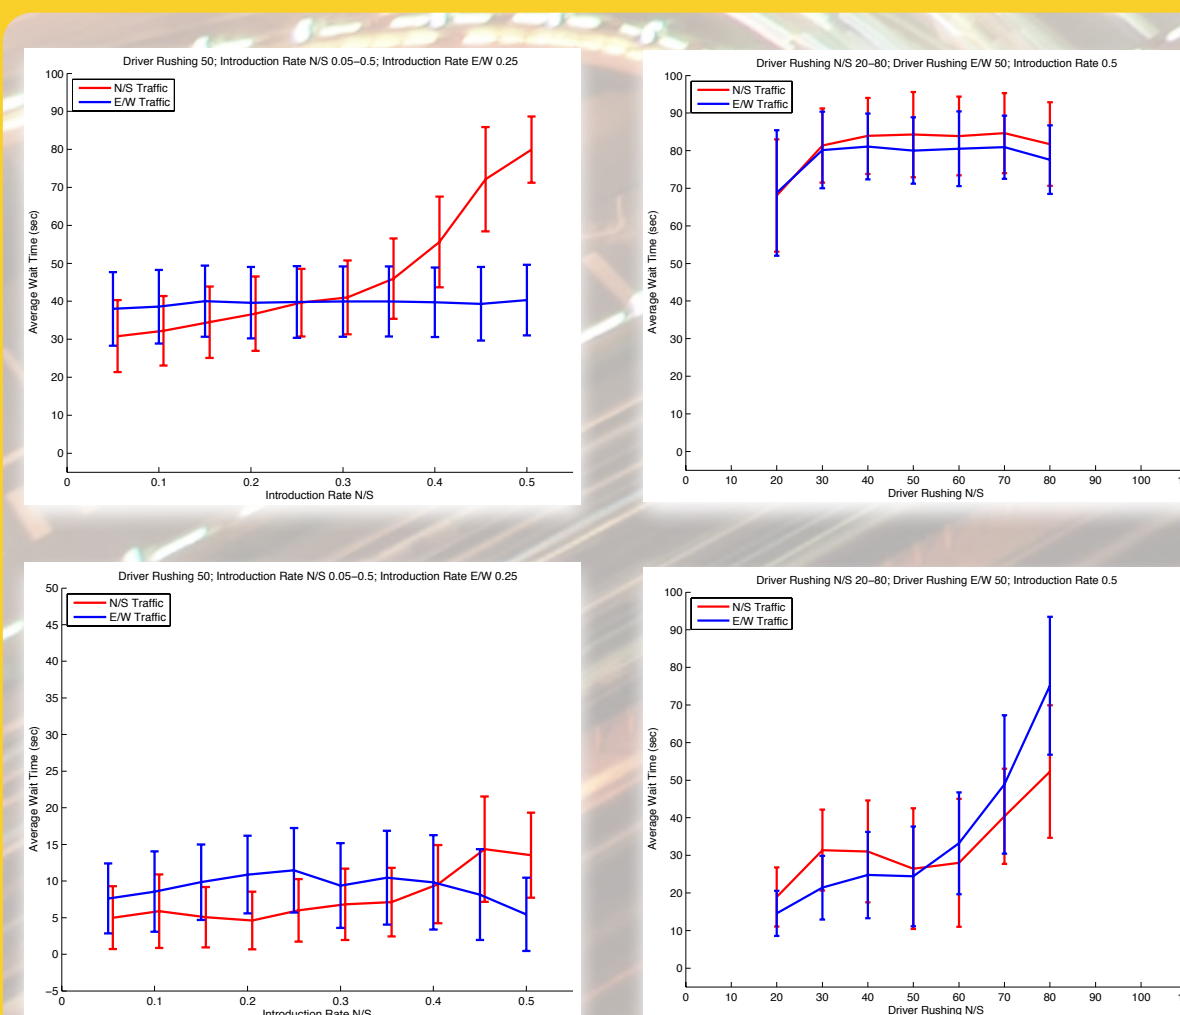 Driver Rushing 50; Introduction Rate N/S 0.05–0.5; Introduction Rate E/W 0.25
N/S Traffic
E/W Traffic
Average Wait Time (sec)
100
90
80
70
60
50
40
30
20
10
0
0 0.1 0.2 0.3 0.4 0.5
Introduction Rate N/S
Driver Rushing N/S 20–80; Driver Rushing E/W 50; Introduction Rate 0.5
N/S Traffic
E/W Traffic
Average Wait Time (sec)
100
90
80
70
60
50
40
30
20
10
0
0 10 20 30 40 50 60 70 80 90 100
Driver Rushing N/S
Driver Rushing 50; Introduction Rate N/S 0.05–0.5; Introduction Rate E/W 0.25
N/S Traffic
E/W Traffic
Average Wait Time (sec)
50
45
40
35
30
25
20
15
10
5
0
−5
0 0.1 0.2 0.3 0.4 0.5
Introduction Rate N/S
Driver Rushing N/S 20–80; Driver Rushing E/W 50; Introduction Rate 0.5
N/S Traffic
E/W Traffic
Average Wait Time (sec)
100
90
80
70
60
50
40
30
20
10
0
0 10 20 30 40 50 60 70 80 90 100
Driver Rushing N/S